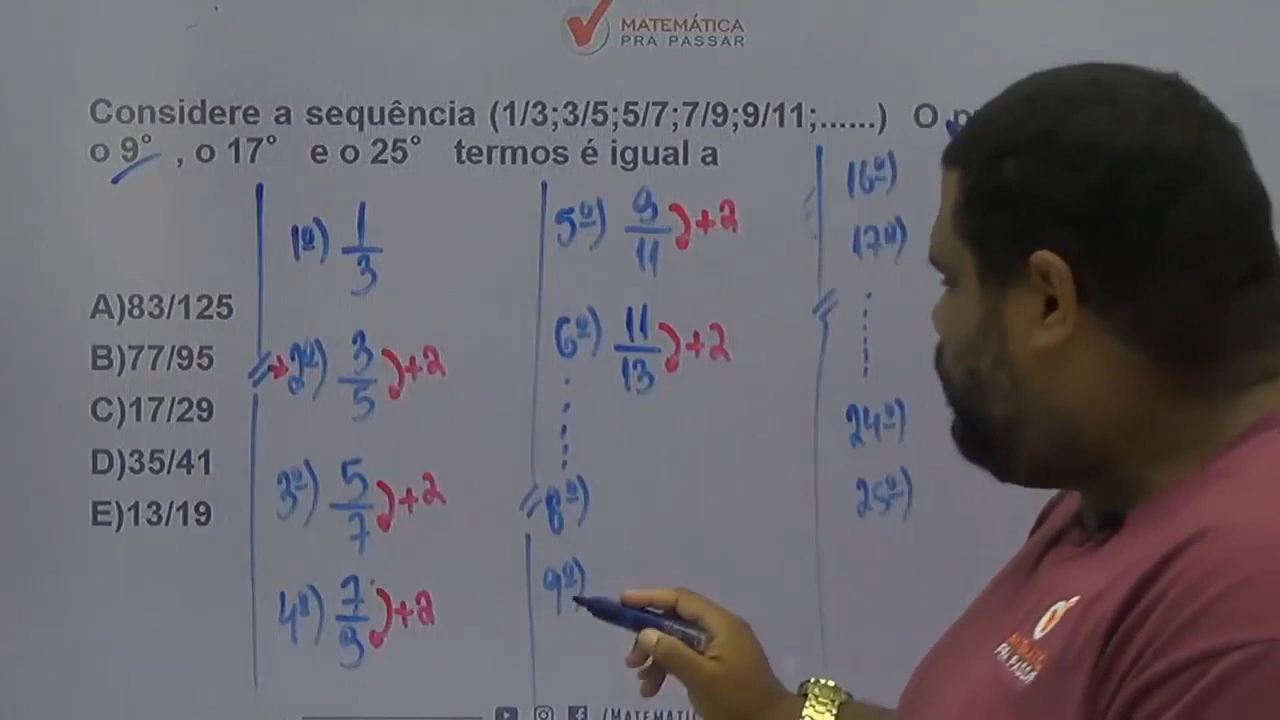 MATEMÁTICA
PRA PASSAR
Considere a sequência (1/3;3/5;5/7;7/9;9/11;......) O
o 9° , o 17° e o 25° termos é igual a
A)83/125
B)77/95
C)17/29
D)35/41
E)13/19
1º) 1/3
2º) 3/5 +2
3º) 5/7 +2
4º) 7/9 +2
5º) 9/11 +2
6º) 11/13 +2
8º)
9º)
16º)
17º)
24º)
25º)
PRA PASSAR